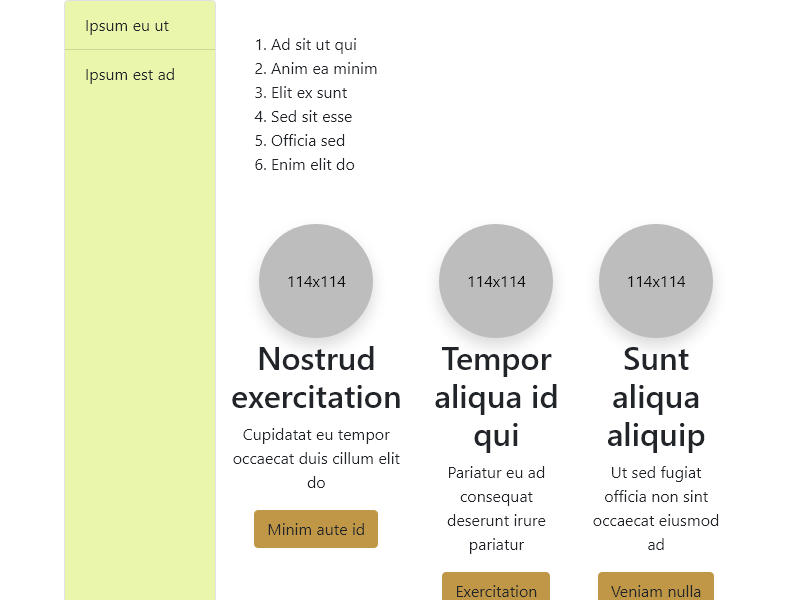 Ipsum eu ut
Ipsum est ad
1. Ad sit ut qui
2. Anim ea minim
3. Elit ex sunt
4. Sed sit esse
5. Officia sed
6. Enim elit do
114x114
Nostrud
exercitation
Cupidatat eu tempor
occaecat duis cillum elit
do
Minim aute id
114x114
Tempor
aliqua id
qui
Pariatur eu ad
consequat
deserunt irure
pariatur
Exercitation
114x114
Sunt
aliqua
aliquip
Ut sed fugiat
officia non sint
occaecat eiusmod
ad
Veniam nulla